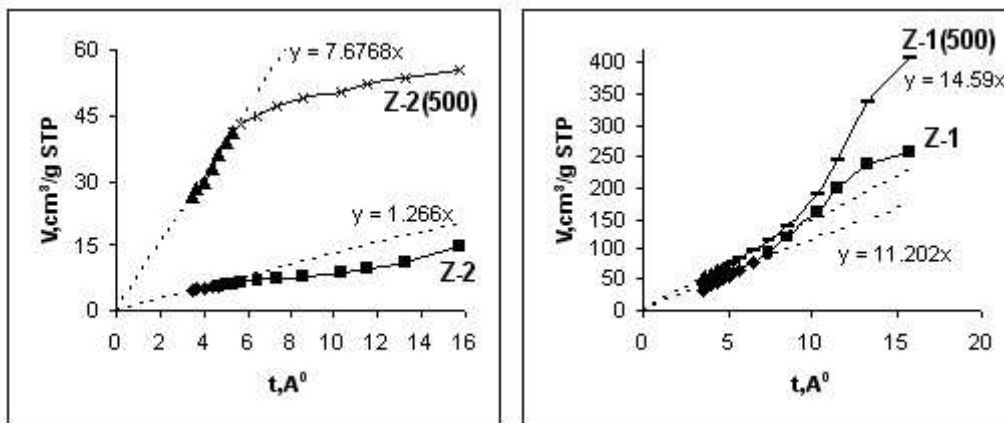 60
45
30
15
0
V,cm³/g STP
y = 7.6768x
Z-2(500)
y = 1.266x
Z-2
0 2 4 6 8 10 12 14 16
t,A⁰
450
400
350
300
250
200
150
100
50
0
V,cm³/g STP
Z-1(500)
y = 14.59x
Z-1
y = 11.202x
0 5 10 15 20
t,A⁰